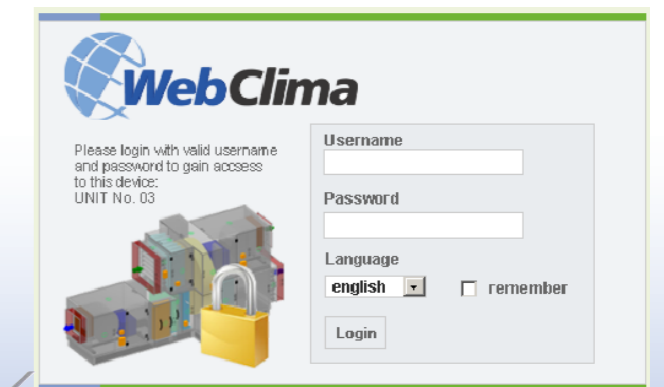 WebClima
Please login with valid username
and password to gain accsess
to this device:
UNIT No. 03
Username
Password
Language
english
remember
Login